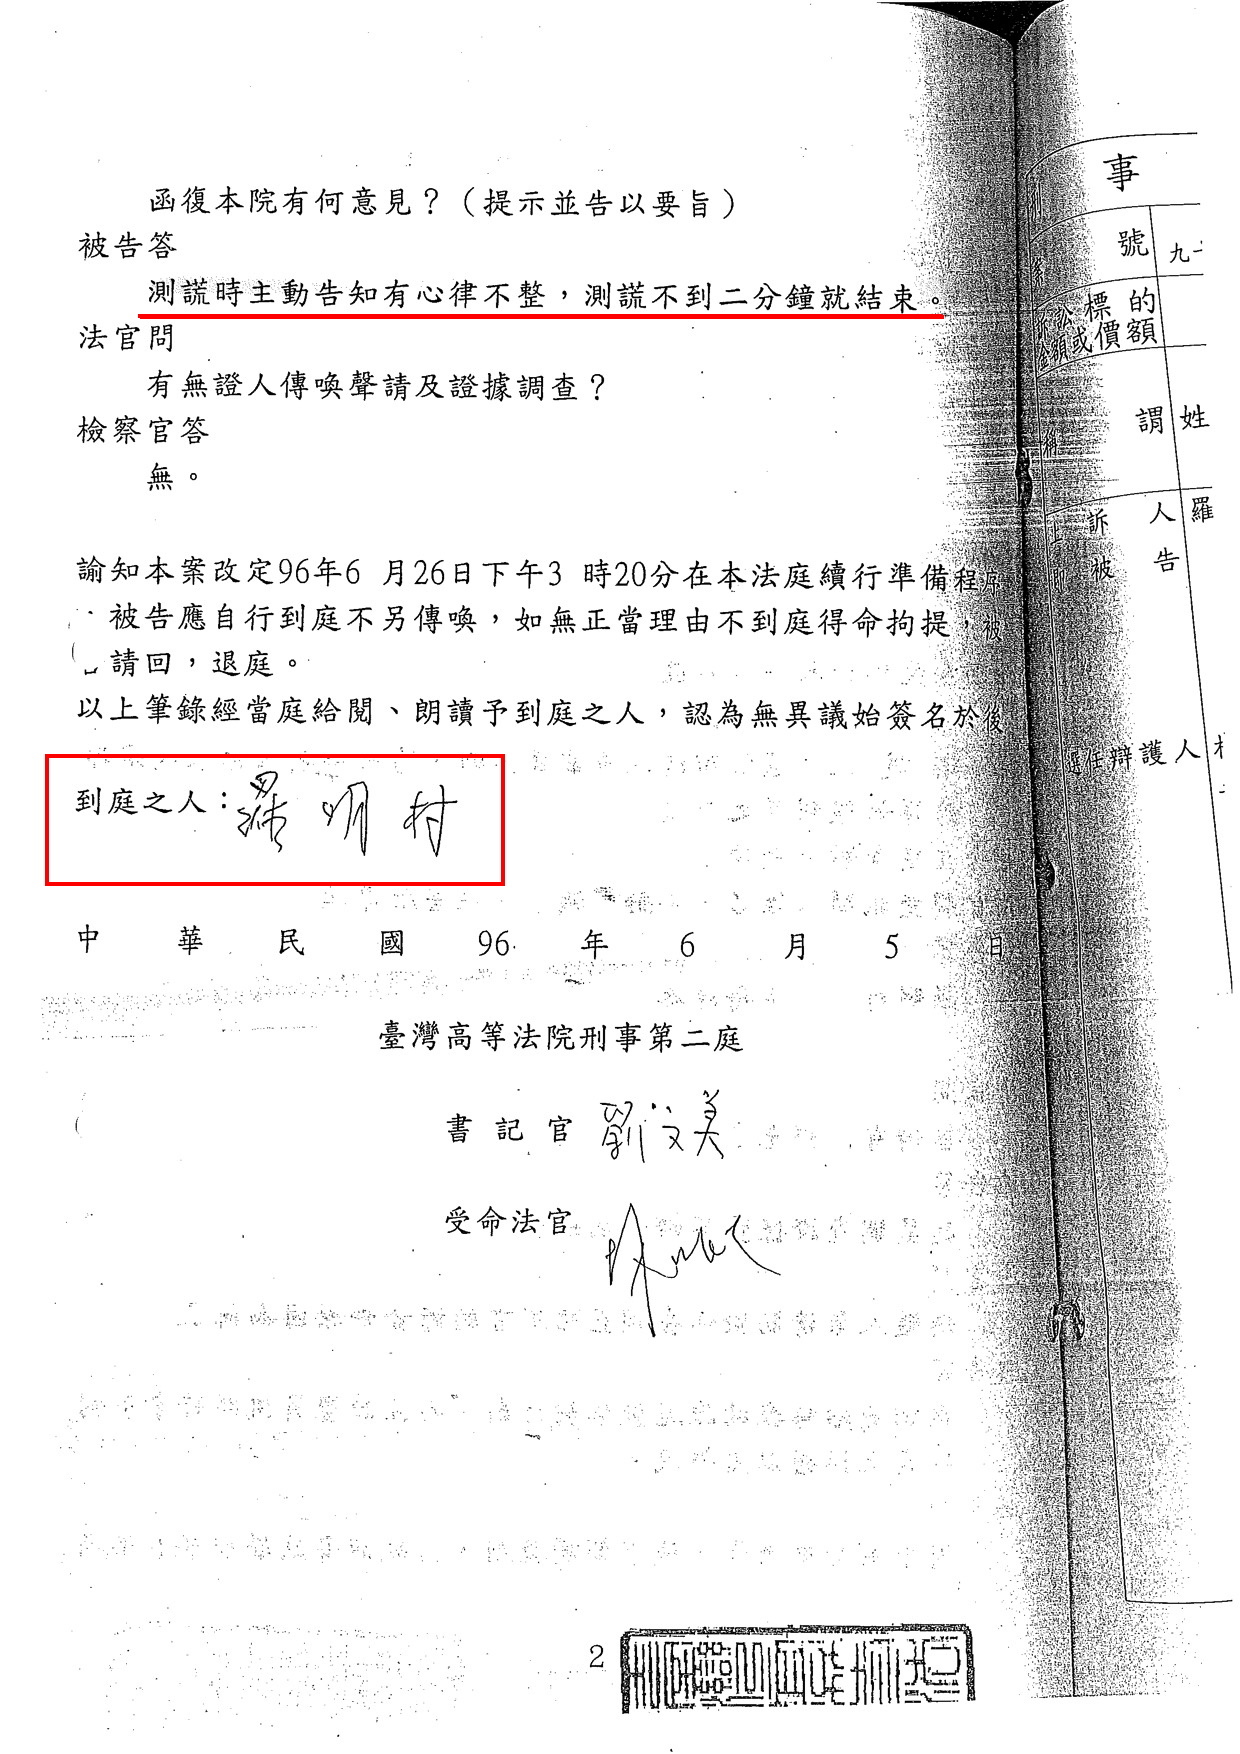 函復本院有何意見？（提示並告以要旨）
被告答
測謊時主動告知有心律不整，測謊不到二分鐘就結束。
法官問
有無證人傳喚聲請及證據調查？
檢察官答
無。
諭知本案改定96年6 月26日下午3 時20分在本法庭續行準備程序
被告應自行到庭不另傳喚，如無正當理由不到庭得命拘提，被
請回，退庭。
以上筆錄經當庭給閱、朗讀予到庭之人，認為無異議始簽名於後
到庭之人：羅明村
中華民國96年6月5日
臺灣高等法院刑事第二庭
書記官 劉文美
受命法官
2
事
號
九十
訴訟標的
金額或價額
稱謂
姓
上訴人
即被告
羅
選任辯護人